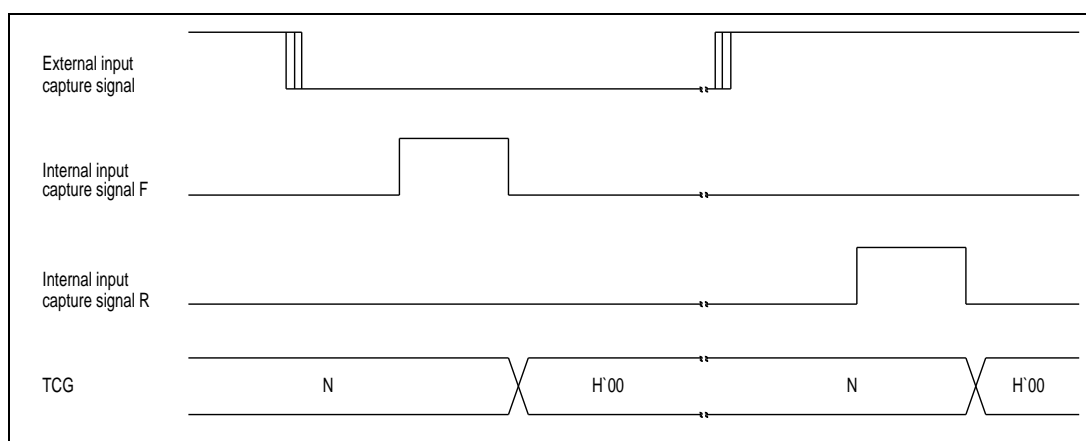 External input
capture signal
Internal input
capture signal F
Internal input
capture signal R
TCG
N
H`00
N
H`00